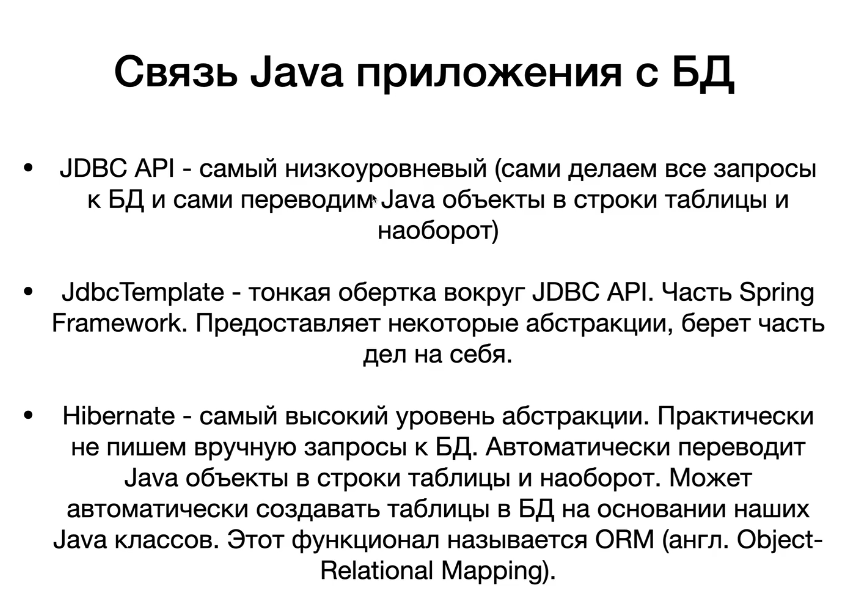 Связь Java приложения с БД
• JDBC API - самый низкоуровневый (сами делаем все запросы
к БД и сами переводим Java объекты в строки таблицы и
наоборот)
• JdbcTemplate - тонкая обертка вокруг JDBC API. Часть Spring
Framework. Предоставляет некоторые абстракции, берет часть
дел на себя.
• Hibernate - самый высокий уровень абстракции. Практически
не пишем вручную запросы к БД. Автоматически переводит
Java объекты в строки таблицы и наоборот. Может
автоматически создавать таблицы в БД на основании наших
Java классов. Этот функционал называется ORM (англ. Object-
Relational Mapping).